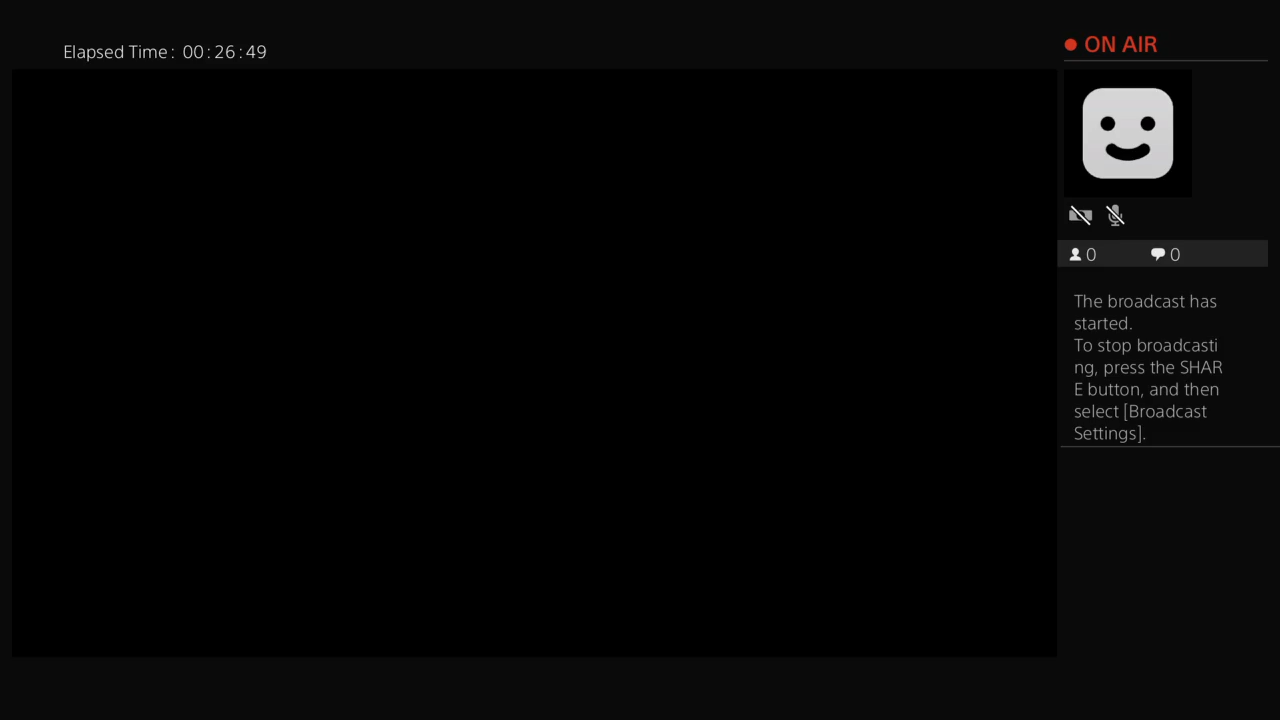 Elapsed Time: 00:26:49
ON AIR
0 0
The broadcast has
started.
To stop broadcasti
ng, press the SHAR
E button, and then
select [Broadcast
Settings].